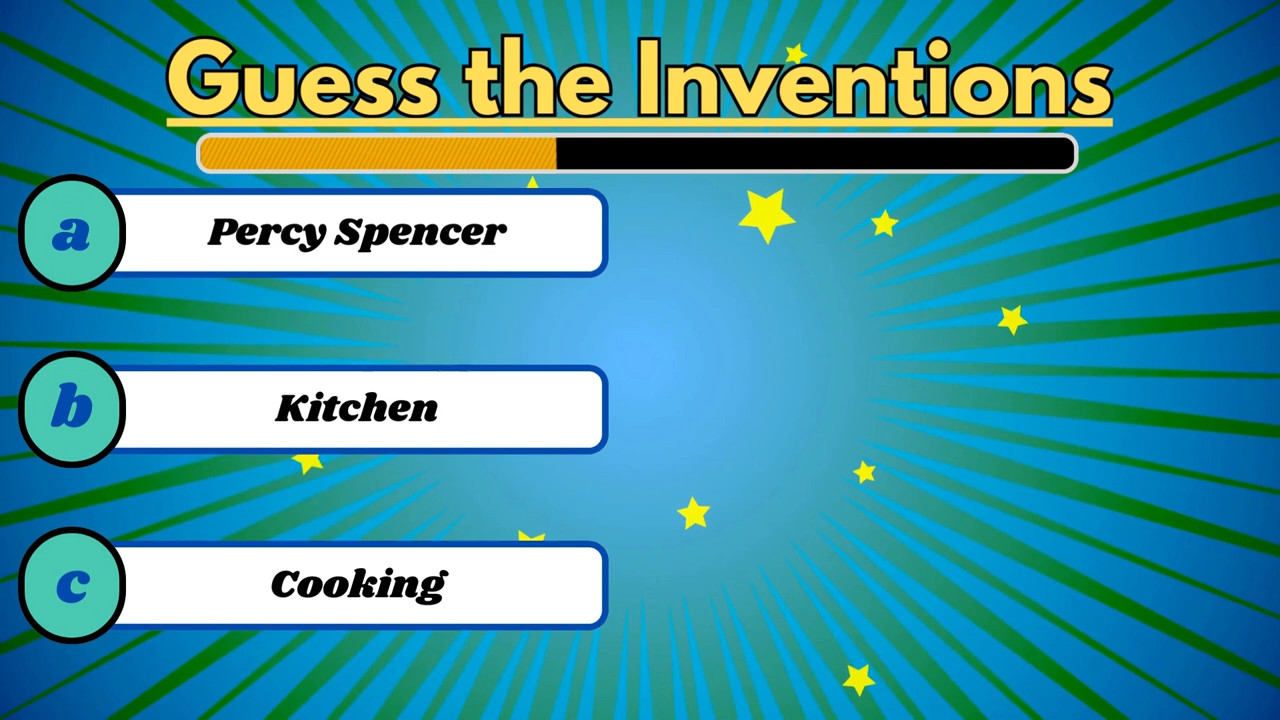 Guess the Inventions
a
Percy Spencer
b
Kitchen
c
Cooking